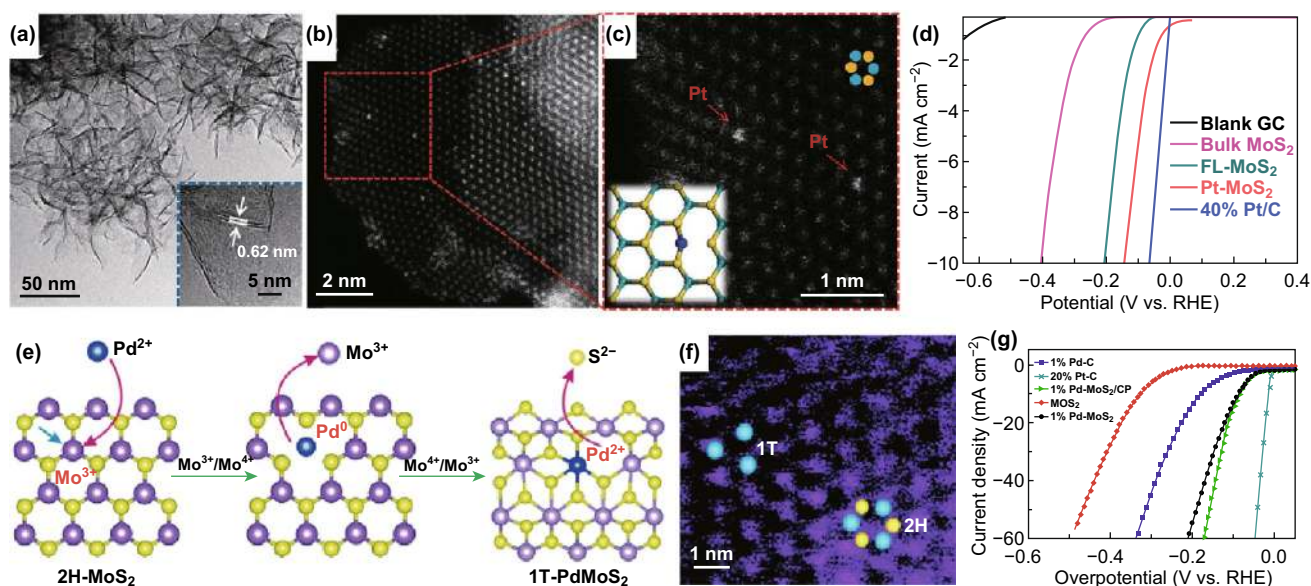 (a)
0.62 nm
50 nm
5 nm
(b)
2 nm
(c)
Pt
Pt
1 nm
(d)
Current (mA cm−2)
0
−2
−4
−6
−8
−10
Blank GC
Bulk MoS2
FL-MoS2
Pt-MoS2
40% Pt/C
−0.6 −0.4 −0.2 0.0 0.2 0.4
Potential (V vs. RHE)
(e)
Pd2+
Mo3+
S2−
Mo3+
Pd0
Pd2+
Mo3+/Mo4+
Mo4+/Mo3+
2H-MoS2
1T-PdMoS2
(f)
1T
2H
1 nm
(g)
Current density (mA cm−2)
0
−10
−20
−30
−40
−50
−60
1% Pd-C
20% Pt-C
1% Pd-MoS2/CP
MOS2
1% Pd-MoS2
−0.6 −0.4 −0.2 0.0
Overpotential (V vs. RHE)